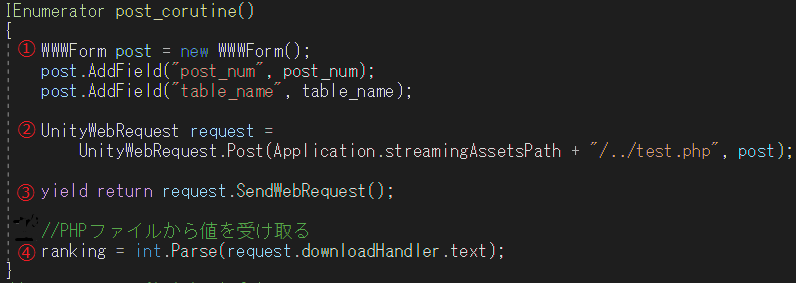 IEnumerator post_corutine()
{
① WWWForm post = new WWWForm();
post.AddField("post_num", post_num);
post.AddField("table_name", table_name);
② UnityWebRequest request =
UnityWebRequest.Post(Application.streamingAssetsPath + "/../test.php", post);
③ yield return request.SendWebRequest();
//PHPファイルから値を受け取る
④ ranking = int.Parse(request.downloadHandler.text);
}